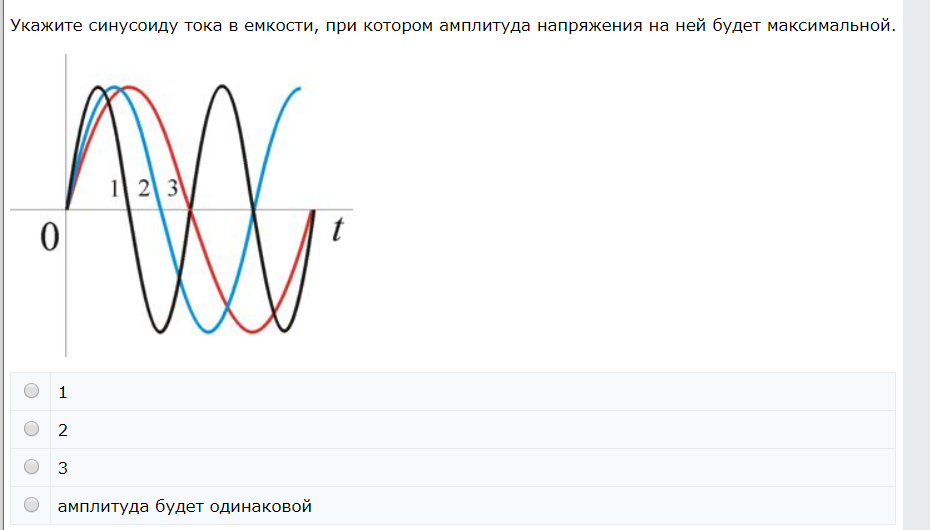 Укажите синусоиду тока в емкости, при котором амплитуда напряжения на ней будет максимальной.
1 2 3
0 t
1
2
3
амплитуда будет одинаковой